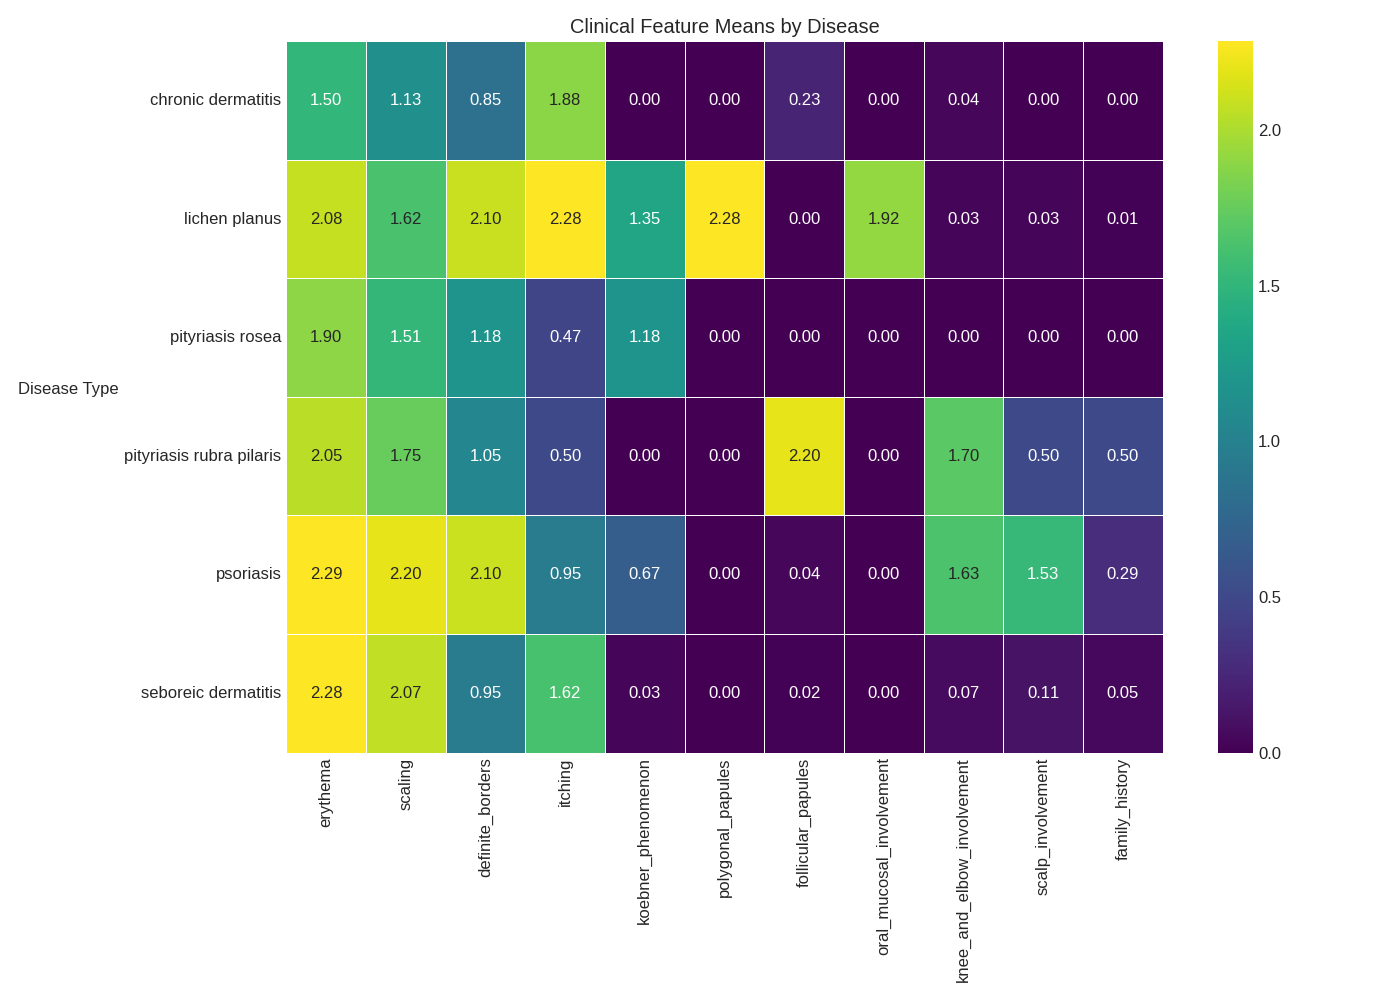 Clinical Feature Means by Disease
chronic dermatitis 1.50 1.13 0.85 1.88 0.00 0.00 0.23 0.00 0.04 0.00 0.00
lichen planus 2.08 1.62 2.10 2.28 1.35 2.28 0.00 1.92 0.03 0.03 0.01
pityriasis rosea 1.90 1.51 1.18 0.47 1.18 0.00 0.00 0.00 0.00 0.00 0.00
Disease Type
pityriasis rubra pilaris 2.05 1.75 1.05 0.50 0.00 0.00 2.20 0.00 1.70 0.50 0.50
psoriasis 2.29 2.20 2.10 0.95 0.67 0.00 0.04 0.00 1.63 1.53 0.29
seboreic dermatitis 2.28 2.07 0.95 1.62 0.03 0.00 0.02 0.00 0.07 0.11 0.05
erythema
scaling
definite_borders
itching
koebner_phenomenon
polygonal_papules
follicular_papules
oral_mucosal_involvement
knee_and_elbow_involvement
scalp_involvement
family_history
2.0
1.5
1.0
0.5
0.0